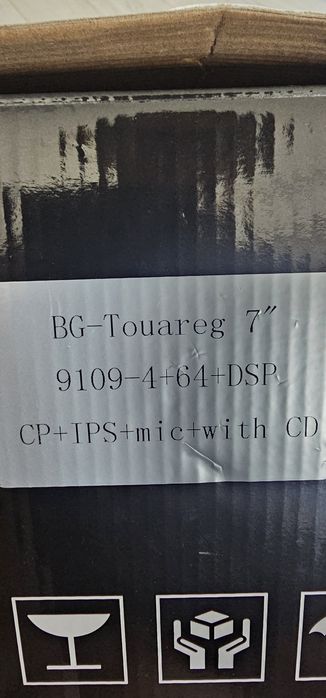 BG-Touareg 7″
9109-4+64+DSP
CP+IPS+mic+with CD